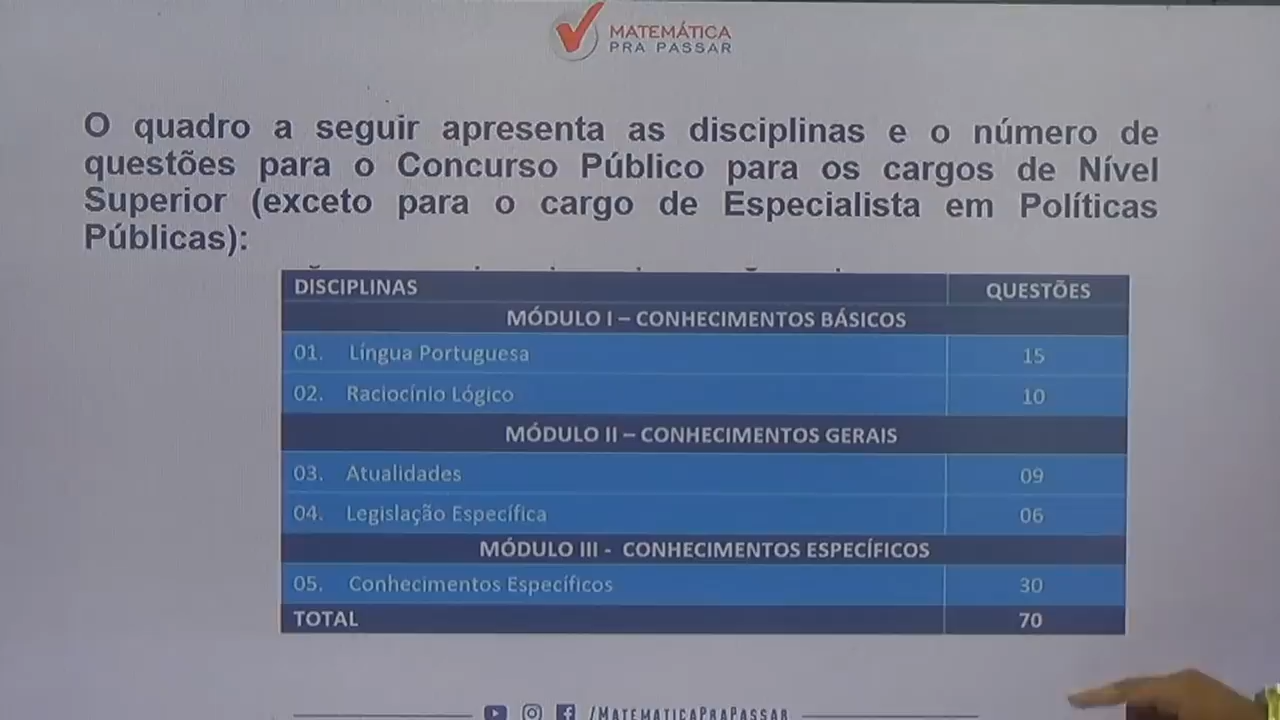 MATEMÁTICA
PRA PASSAR
O quadro a seguir apresenta as disciplinas e o número de
questões para o Concurso Público para os cargos de Nível
Superior (exceto para o cargo de Especialista em Políticas
Públicas):
DISCIPLINAS QUESTÕES
MÓDULO I – CONHECIMENTOS BÁSICOS
01. Língua Portuguesa 15
02. Raciocínio Lógico 10
MÓDULO II – CONHECIMENTOS GERAIS
03. Atualidades 09
04. Legislação Específica 06
MÓDULO III - CONHECIMENTOS ESPECÍFICOS
05. Conhecimentos Específicos 30
TOTAL 70
/MATEMATICAPRAPASSAR